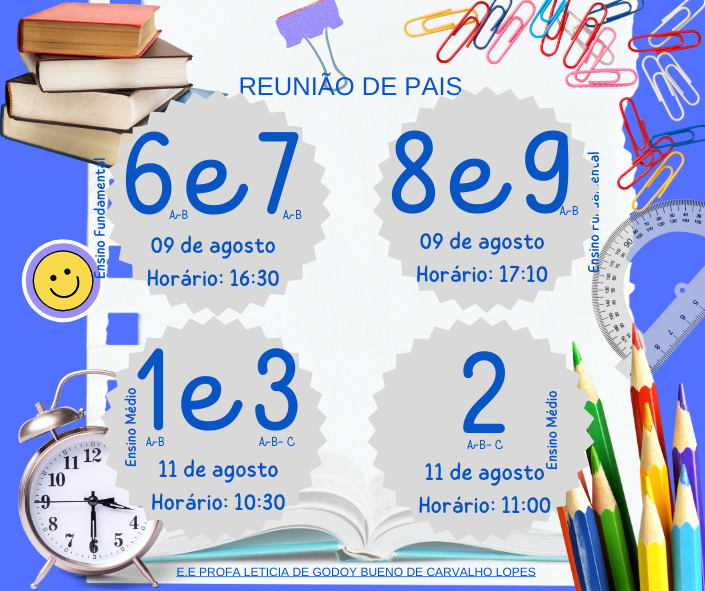 REUNIÃO DE PAIS
6e7
A-B A-B
Ensino Fundamental
09 de agosto
Horário: 16:30
8e9
A-B
Ensino
09 de agosto
Horário: 17:10
1e3
A-B A-B- C
Ensino Médio
11 de agosto
Horário: 10:30
2
A-B- C
Ensino Médio
11 de agosto
Horário: 11:00
E.E PROFA LETICIA DE GODOY BUENO DE CARVALHO LOPES